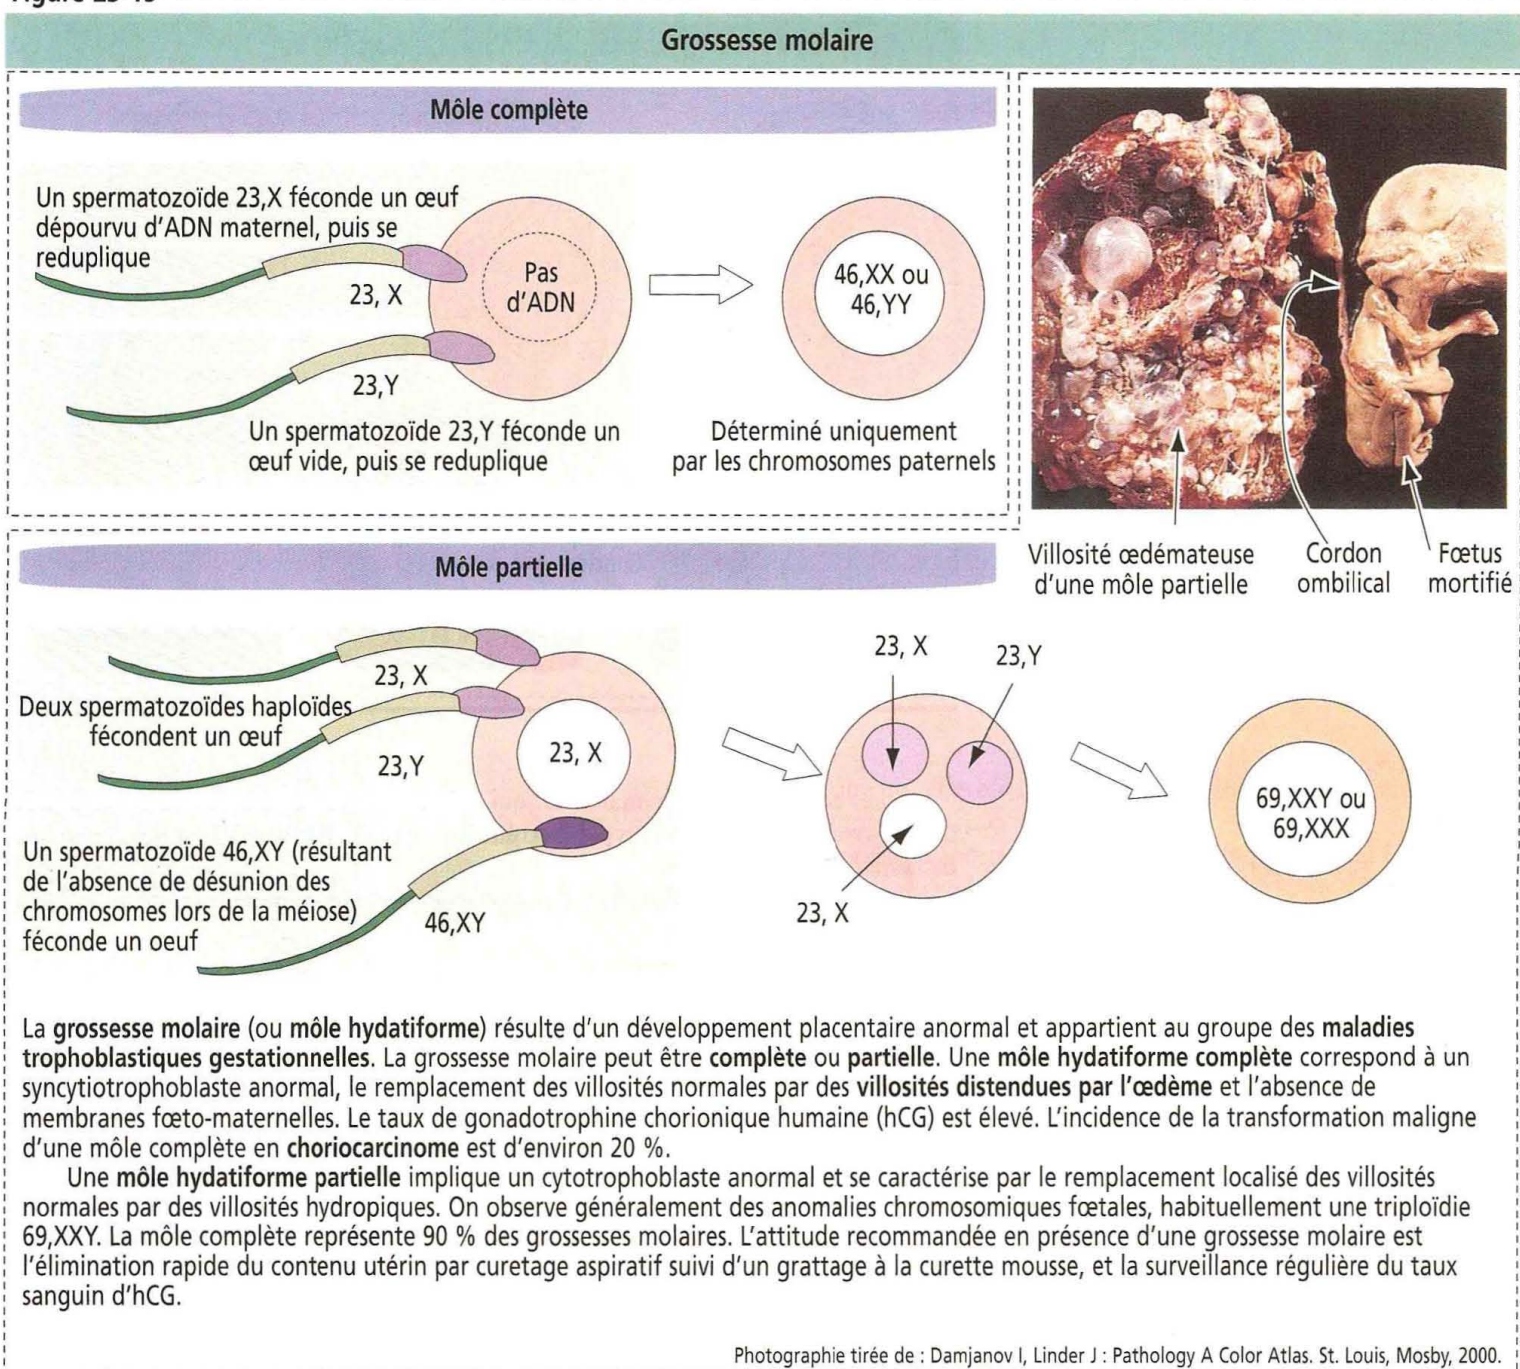 Grossesse molaire
Môle complète
Un spermatozoïde 23,X féconde un œuf
dépourvu d'ADN maternel, puis se
reduplique
23, X
Pas
d'ADN
46,XX ou
46,YY
23,Y
Un spermatozoïde 23,Y féconde un
œuf vide, puis se reduplique
Déterminé uniquement
par les chromosomes paternels
Villosité œdémateuse
d'une môle partielle
Cordon
ombilical
Fœtus
mortifié
Môle partielle
23, X
Deux spermatozoïdes haploïdes
fécondent un œuf
23,Y
23, X
Un spermatozoïde 46,XY (résultant
de l'absence de désunion des
chromosomes lors de la méiose)
féconde un oeuf
46,XY
23, X
23,Y
23, X
69,XXY ou
69,XXX
La grossesse molaire (ou môle hydatiforme) résulte d'un développement placentaire anormal et appartient au groupe des maladies
trophoblastiques gestationnelles. La grossesse molaire peut être complète ou partielle. Une môle hydatiforme complète correspond à un
syncytiotrophoblaste anormal, le remplacement des villosités normales par des villosités distendues par l'œdème et l'absence de
membranes fœto-maternelles. Le taux de gonadotrophine chorionique humaine (hCG) est élevé. L'incidence de la transformation maligne
d'une môle complète en choriocarcinome est d'environ 20 %.
Une môle hydatiforme partielle implique un cytotrophoblaste anormal et se caractérise par le remplacement localisé des villosités
normales par des villosités hydropiques. On observe généralement des anomalies chromosomiques fœtales, habituellement une triploïdie
69,XXY. La môle complète représente 90 % des grossesses molaires. L'attitude recommandée en présence d'une grossesse molaire est
l'élimination rapide du contenu utérin par curetage aspiratif suivi d'un grattage à la curette mousse, et la surveillance régulière du taux
sanguin d'hCG.
Photographie tirée de : Damjanov I, Linder J : Pathology A Color Atlas. St. Louis, Mosby, 2000.